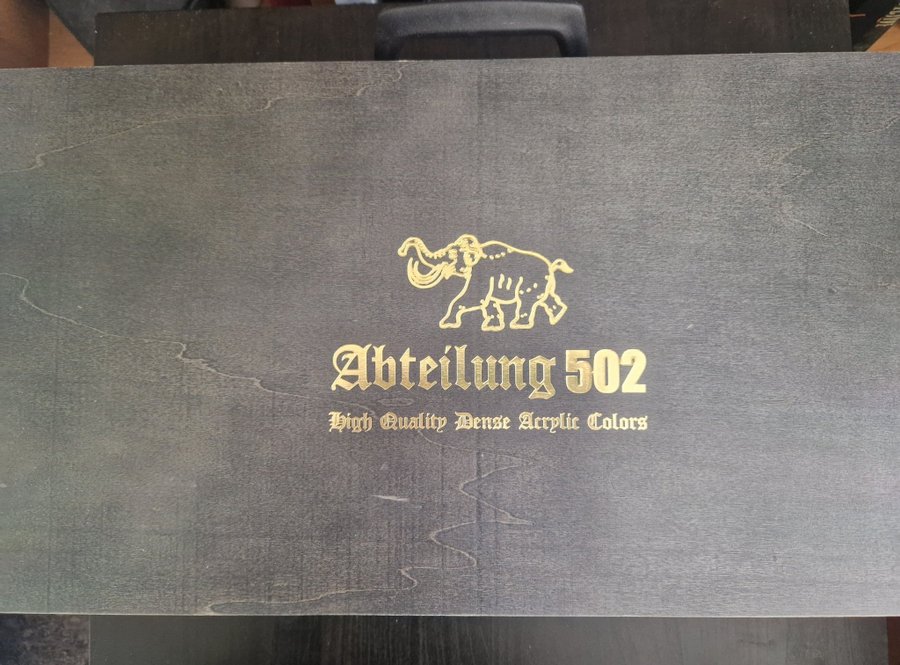 Abteilung 502
High Quality Dense Acrylic Colors